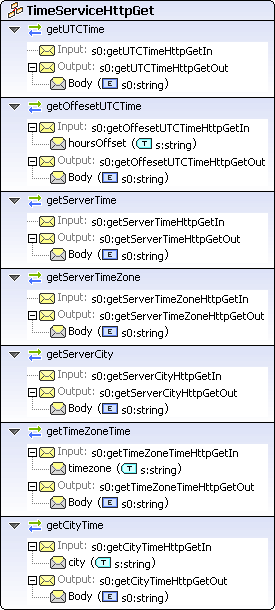 TimeServiceHttpGet
getUTCTime
Input: s0:getUTCTimeHttpGetIn
Output: s0:getUTCTimeHttpGetOut
Body ( E s0:string)
getOffesetUTCTime
Input: s0:getOffesetUTCTimeHttpGetIn
hoursOffset ( T s:string)
Output: s0:getOffesetUTCTimeHttpGetOut
Body ( E s0:string)
getServerTime
Input: s0:getServerTimeHttpGetIn
Output: s0:getServerTimeHttpGetOut
Body ( E s0:string)
getServerTimeZone
Input: s0:getServerTimeZoneHttpGetIn
Output: s0:getServerTimeZoneHttpGetOut
Body ( E s0:string)
getServerCity
Input: s0:getServerCityHttpGetIn
Output: s0:getServerCityHttpGetOut
Body ( E s0:string)
getTimeZoneTime
Input: s0:getTimeZoneTimeHttpGetIn
timezone ( T s:string)
Output: s0:getTimeZoneTimeHttpGetOut
Body ( E s0:string)
getCityTime
Input: s0:getCityTimeHttpGetIn
city ( T s:string)
Output: s0:getCityTimeHttpGetOut
Body ( E s0:string)